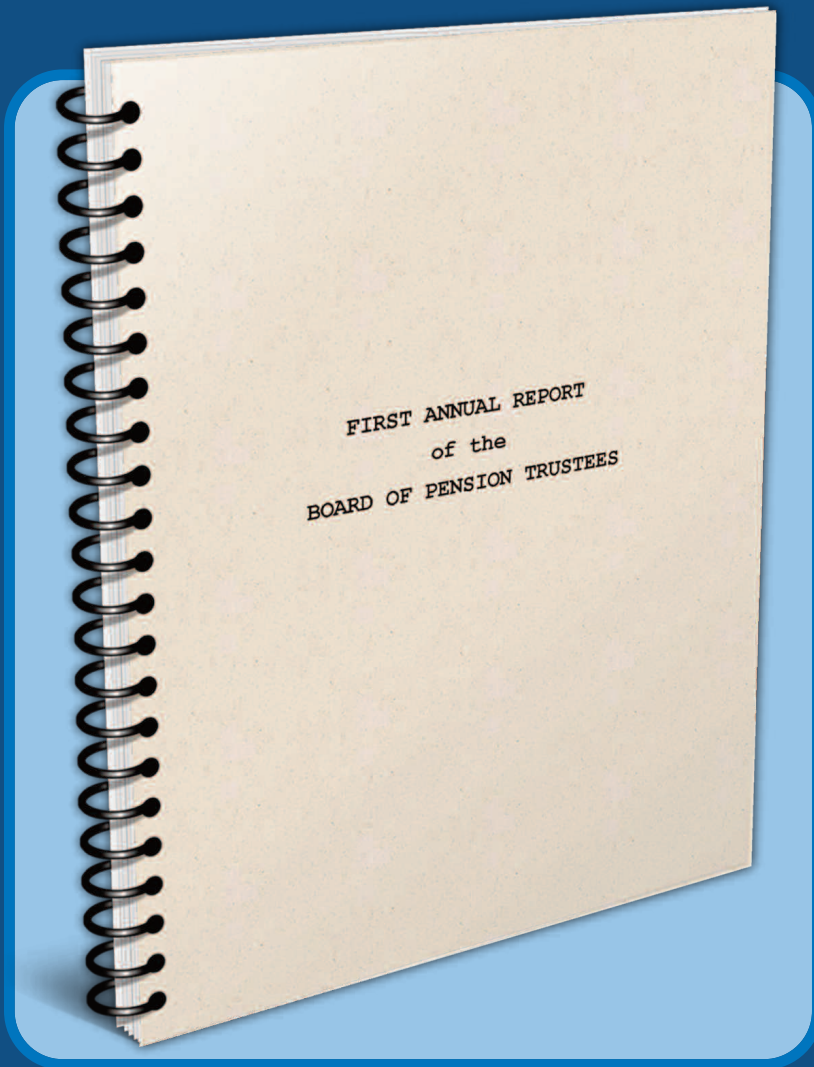 FIRST ANNUAL REPORT
of the
BOARD OF PENSION TRUSTEES